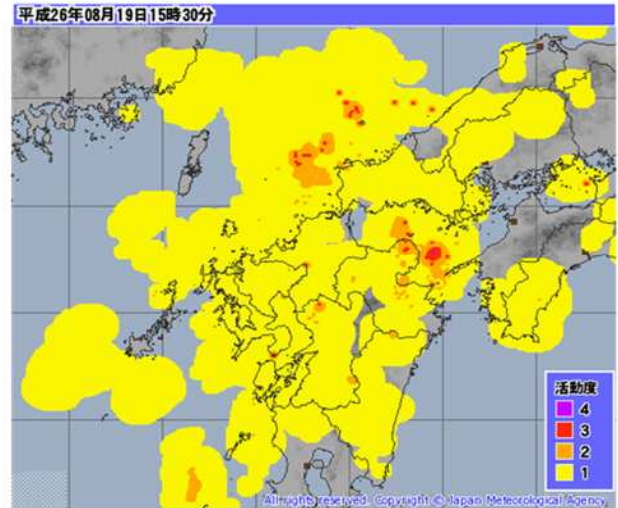 平成26年08月19日15時30分
活動度
4
3
2
1
All rights reserved. Copyright © Japan Meteorological Agency